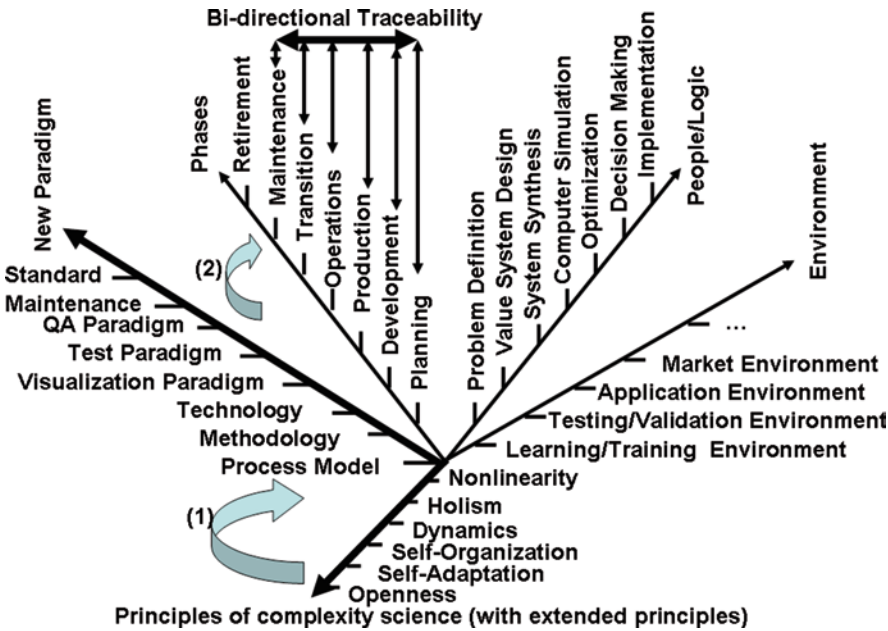 Bi-directional Traceability
New Paradigm
Standard
Maintenance
QA Paradigm
Test Paradigm
Visualization Paradigm
Technology
Methodology
Process Model
(2)
Phases
Retirement
Maintenance
Transition
Operations
Production
Development
Planning
Problem Definition
Value System Design
System Synthesis
Computer Simulation
Optimization
Decision Making
Implementation
People/Logic
Environment
...
Market Environment
Application Environment
Testing/Validation Environment
Learning/Training Environment
(1)
Nonlinearity
Holism
Dynamics
Self-Organization
Self-Adaptation
Openness
Principles of complexity science (with extended principles)